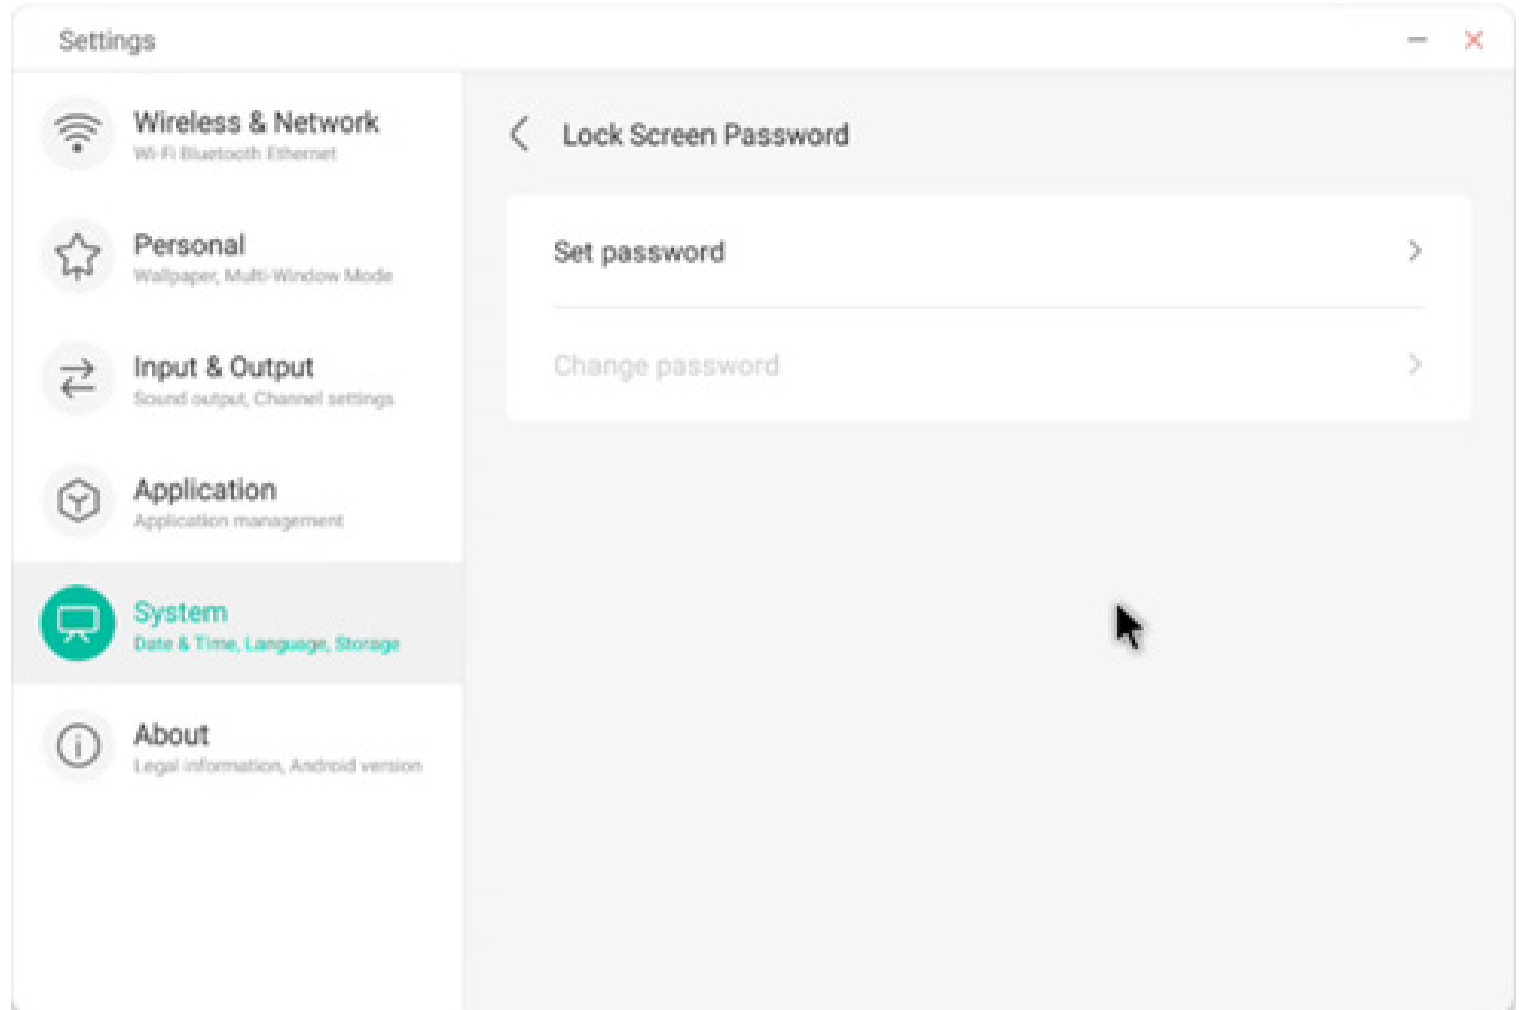 Settings
Wireless & Network
Wi-Fi Bluetooth Ethernet
Personal
Wallpaper, Multi-Window Mode
Input & Output
Sound output, Channel settings
Application
Application management
System
Date & Time, Language, Storage
About
Legal information, Android version
Lock Screen Password
Set password
Change password